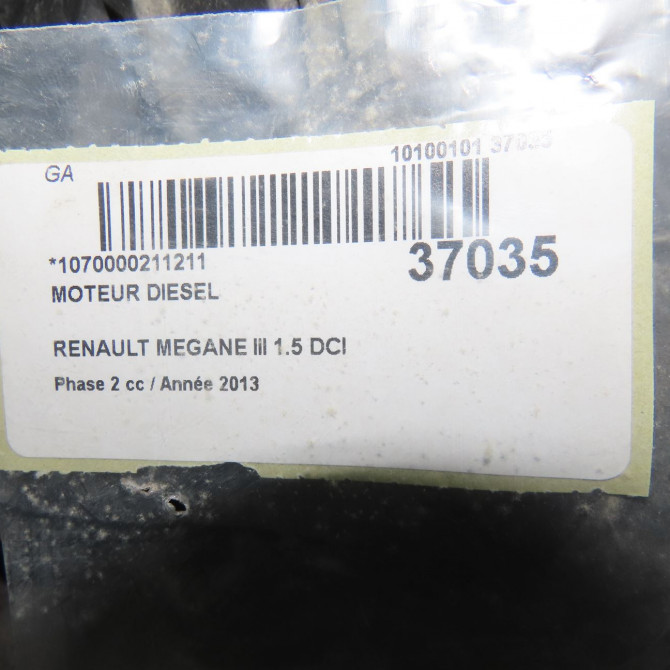 GA
10100101 37035
*1070000211211
37035
MOTEUR DIESEL
RENAULT MEGANE III 1.5 DCI
Phase 2 cc / Année 2013